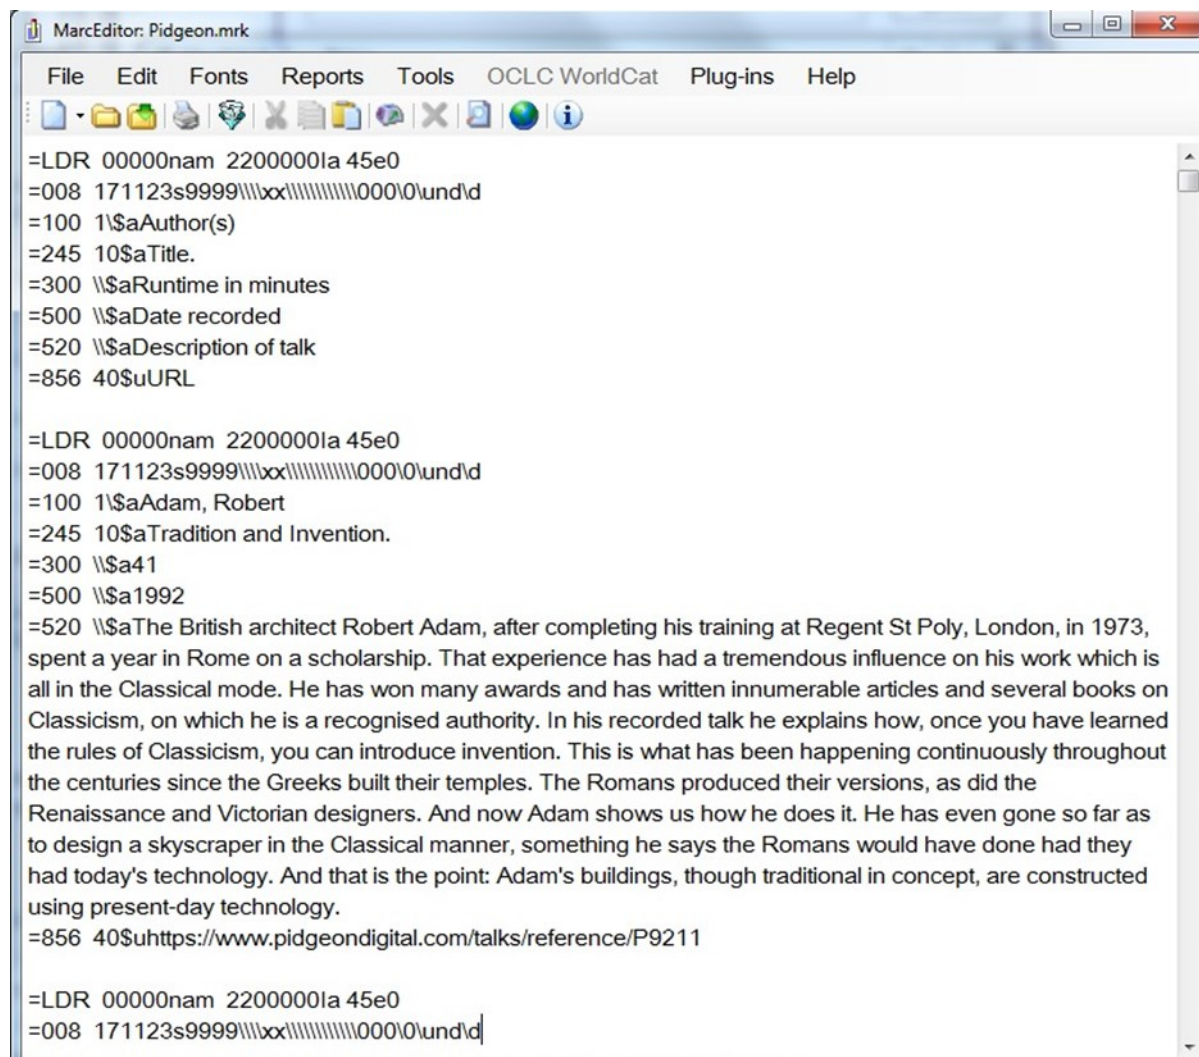 MarcEditor: Pidgeon.mrk
File Edit Fonts Reports Tools OCLC WorldCat Plug-ins Help
=LDR 00000nam 2200000Ia 45e0
=008 171123s9999\\\\xx\\\\\\\\\\\\000\0\und\d
=100 1\$aAuthor(s)
=245 10$aTitle.
=300 \\$aRuntime in minutes
=500 \\$aDate recorded
=520 \\$aDescription of talk
=856 40$uURL
=LDR 00000nam 2200000Ia 45e0
=008 171123s9999\\\\xx\\\\\\\\\\\\000\0\und\d
=100 1\$aAdam, Robert
=245 10$aTradition and Invention.
=300 \\$a41
=500 \\$a1992
=520 \\$aThe British architect Robert Adam, after completing his training at Regent St Poly, London, in 1973,
spent a year in Rome on a scholarship. That experience has had a tremendous influence on his work which is
all in the Classical mode. He has won many awards and has written innumerable articles and several books on
Classicism, on which he is a recognised authority. In his recorded talk he explains how, once you have learned
the rules of Classicism, you can introduce invention. This is what has been happening continuously throughout
the centuries since the Greeks built their temples. The Romans produced their versions, as did the
Renaissance and Victorian designers. And now Adam shows us how he does it. He has even gone so far as
to design a skyscraper in the Classical manner, something he says the Romans would have done had they
had today's technology. And that is the point: Adam's buildings, though traditional in concept, are constructed
using present-day technology.
=856 40$uhttps://www.pidgeondigital.com/talks/reference/P9211
=LDR 00000nam 2200000Ia 45e0
=008 171123s9999\\\\xx\\\\\\\\\\\\000\0\und\d